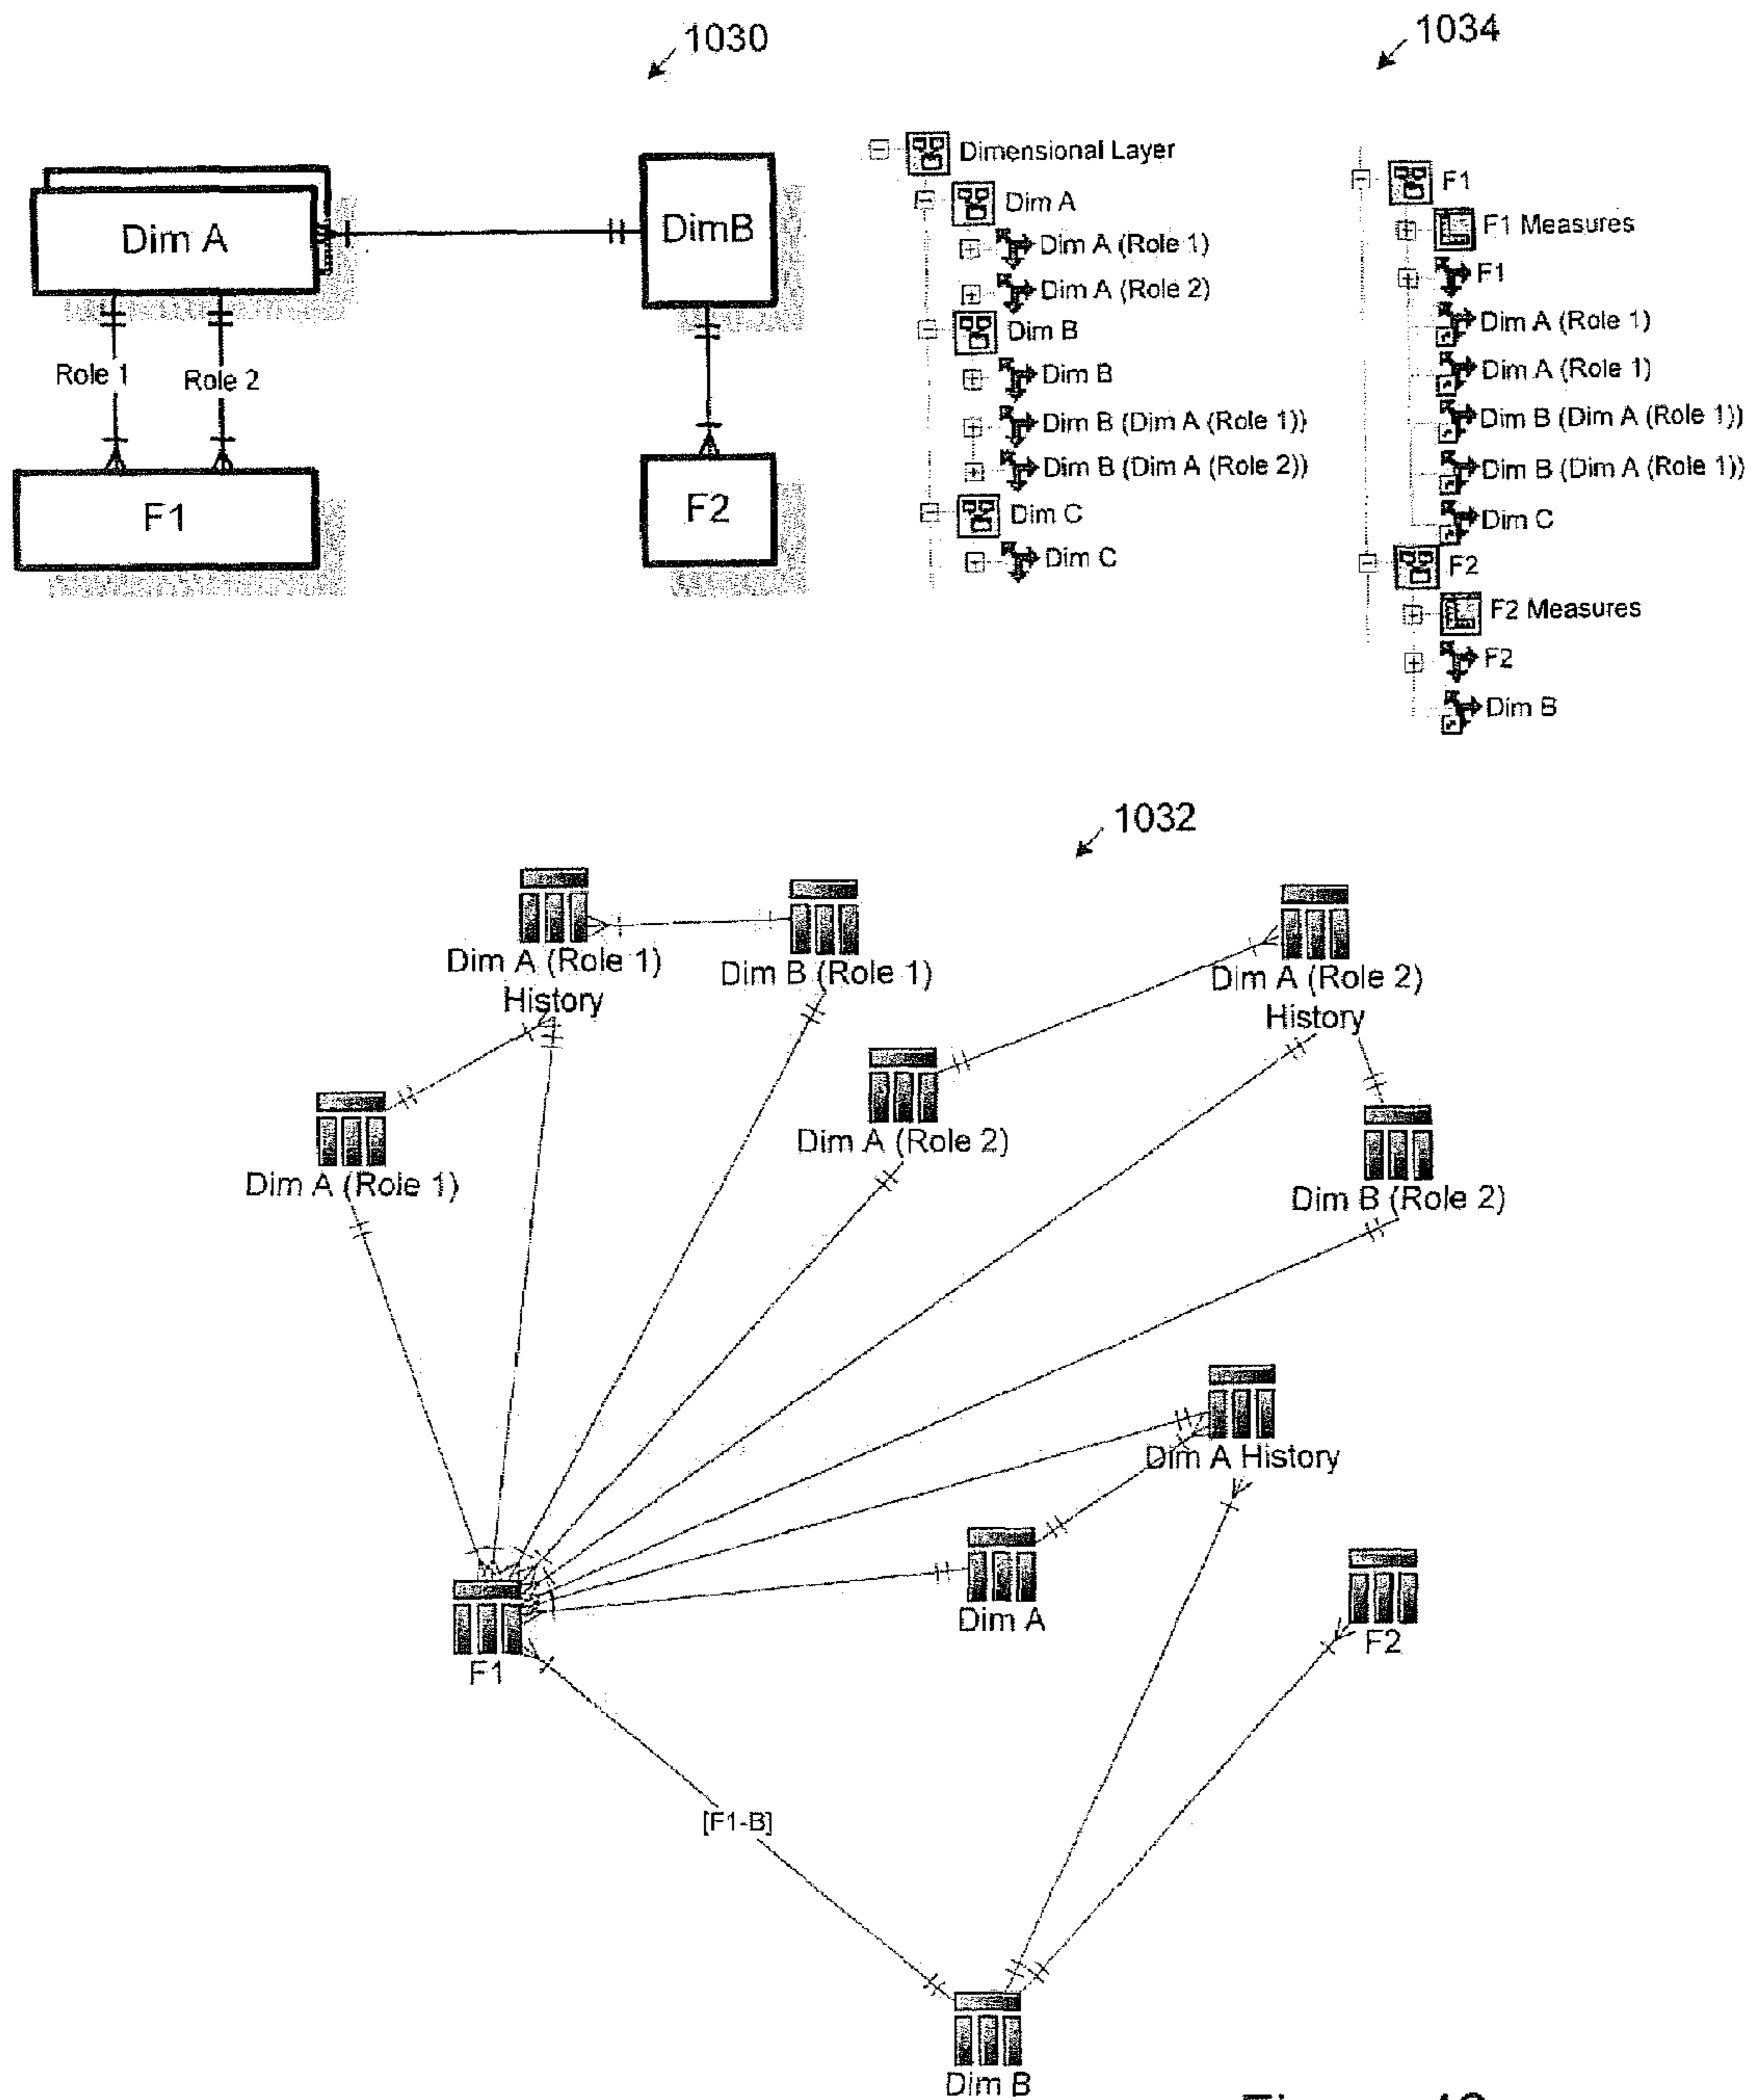 1030
1034
Dim A
DimB
Role 1
Role 2
F1
F2
Dimensional Layer
Dim A
Dim A (Role 1)
Dim A (Role 2)
Dim B
Dim B
Dim B (Dim A (Role 1))
Dim B (Dim A (Role 2))
Dim C
Dim C
F1
F1 Measures
F1
Dim A (Role 1)
Dim A (Role 1)
Dim B (Dim A (Role 1))
Dim B (Dim A (Role 1))
Dim C
F2
F2 Measures
F2
Dim B
1032
Dim A (Role 1)
History
Dim B (Role 1)
Dim A (Role 2)
History
Dim A (Role 1)
Dim A (Role 2)
Dim B (Role 2)
Dim A History
Dim A
F1
F2
[F1-B]
Dim B